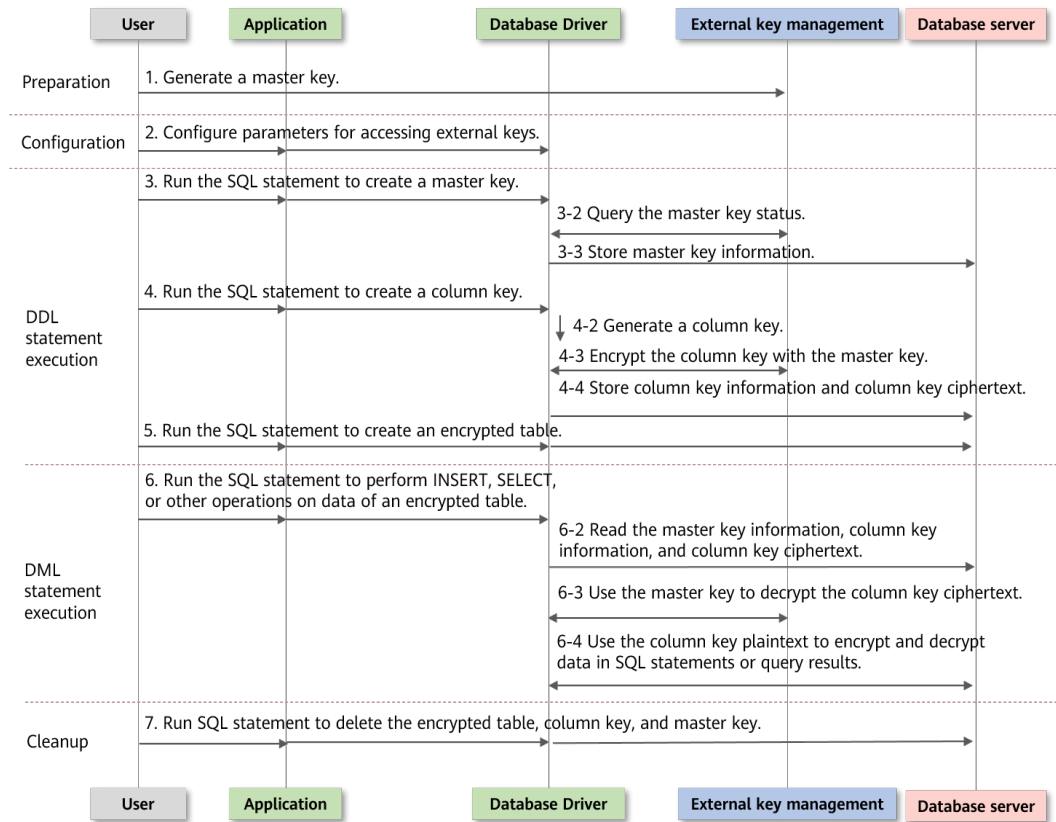 User
Application
Database Driver
External key management
Database server
Preparation
1. Generate a master key.
Configuration
2. Configure parameters for accessing external keys.
3. Run the SQL statement to create a master key.
3-2 Query the master key status.
3-3 Store master key information.
4. Run the SQL statement to create a column key.
DDL
statement
execution
4-2 Generate a column key.
4-3 Encrypt the column key with the master key.
4-4 Store column key information and column key ciphertext.
5. Run the SQL statement to create an encrypted table.
6. Run the SQL statement to perform INSERT, SELECT,
or other operations on data of an encrypted table.
6-2 Read the master key information, column key
information, and column key ciphertext.
DML
statement
execution
6-3 Use the master key to decrypt the column key ciphertext.
6-4 Use the column key plaintext to encrypt and decrypt
data in SQL statements or query results.
Cleanup
7. Run SQL statement to delete the encrypted table, column key, and master key.
User
Application
Database Driver
External key management
Database server